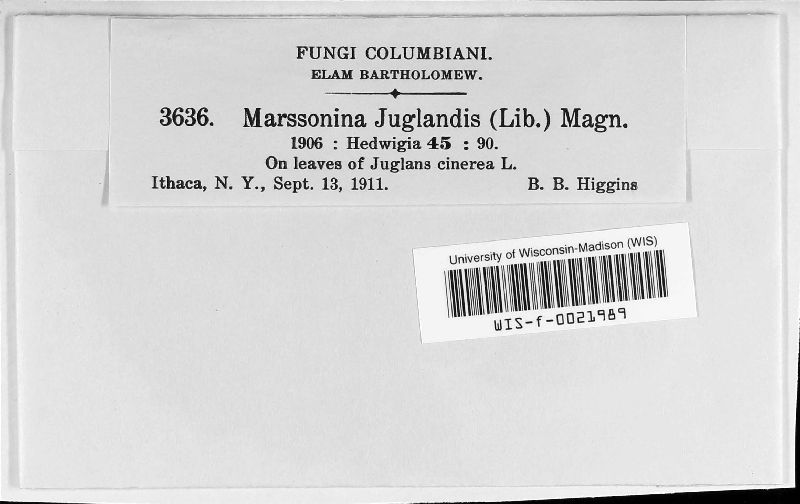 FUNGI COLUMBIANI.
ELAM BARTHOLOMEW.
3636. Marssonina Juglandis (Lib.) Magn.
1906 : Hedwigia 45 : 90.
On leaves of Juglans cinerea L.
Ithaca, N. Y., Sept. 13, 1911. B. B. Higgins
University of Wisconsin-Madison (WIS)
WIS-f-0021989